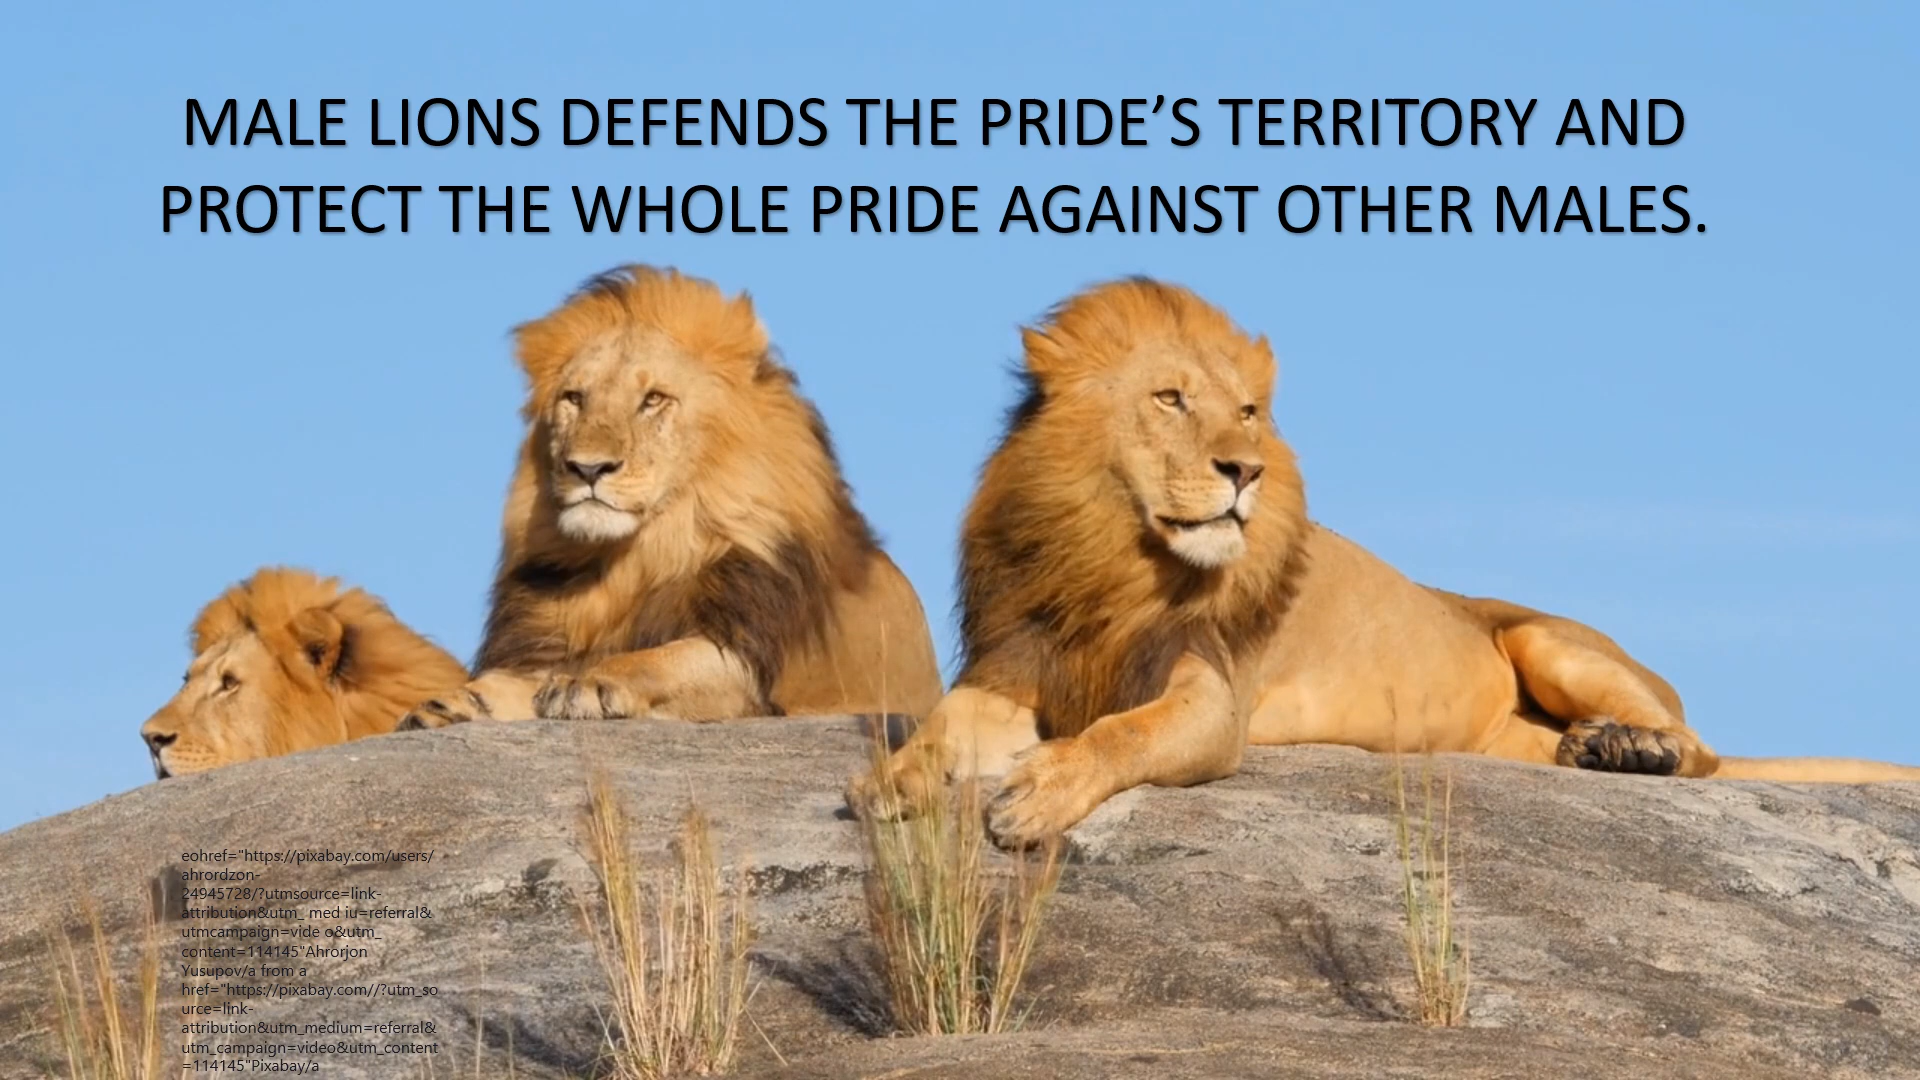 MALE LIONS DEFENDS THE PRIDE’S TERRITORY AND
PROTECT THE WHOLE PRIDE AGAINST OTHER MALES.
eohref="https://pixabay.com/users/
ahrordzon-
24945728/?utmsource=link-
attribution&utm_ med iu=referral&
utmcampaign=vide o&utm_
content=114145"Ahrorjon
Yusupov/a from a
href="https://pixabay.com//?utm_so
urce=link-
attribution&utm_medium=referral&
utm_campaign=video&utm_content
=114145"Pixabay/a